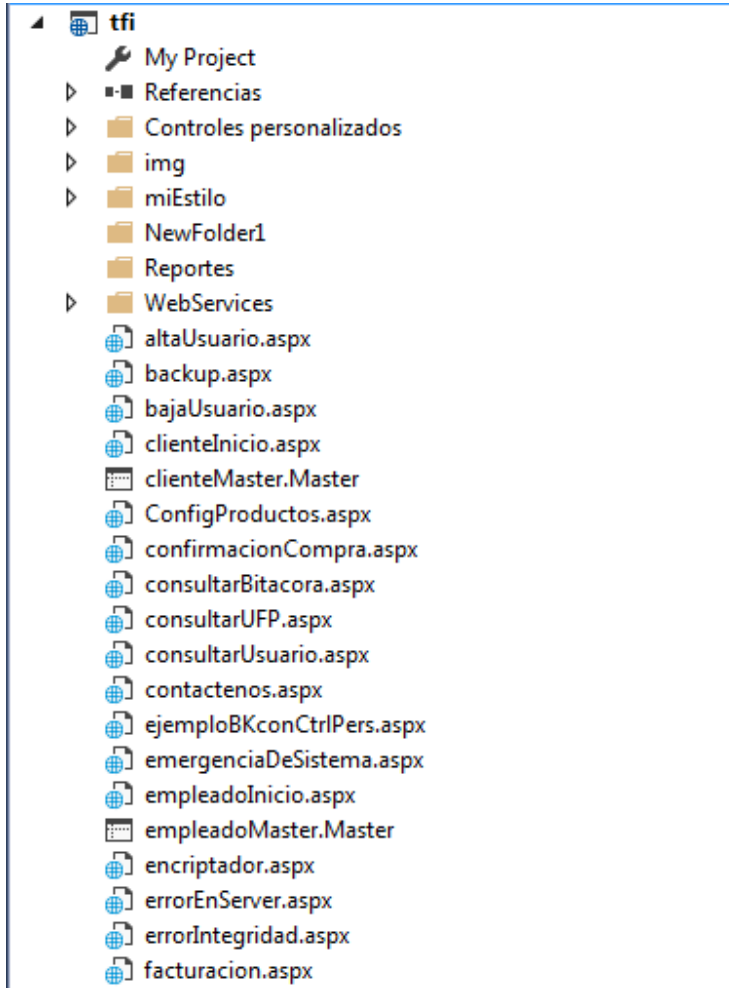 tfi
My Project
Referencias
Controles personalizados
img
miEstilo
NewFolder1
Reportes
WebServices
altaUsuario.aspx
backup.aspx
bajaUsuario.aspx
clienteInicio.aspx
clienteMaster.Master
ConfigProductos.aspx
confirmacionCompra.aspx
consultarBitacora.aspx
consultarUFP.aspx
consultarUsuario.aspx
contactenos.aspx
ejemploBKconCtrlPers.aspx
emergenciaDeSistema.aspx
empleadoInicio.aspx
empleadoMaster.Master
encriptador.aspx
errorEnServer.aspx
errorIntegridad.aspx
facturacion.aspx